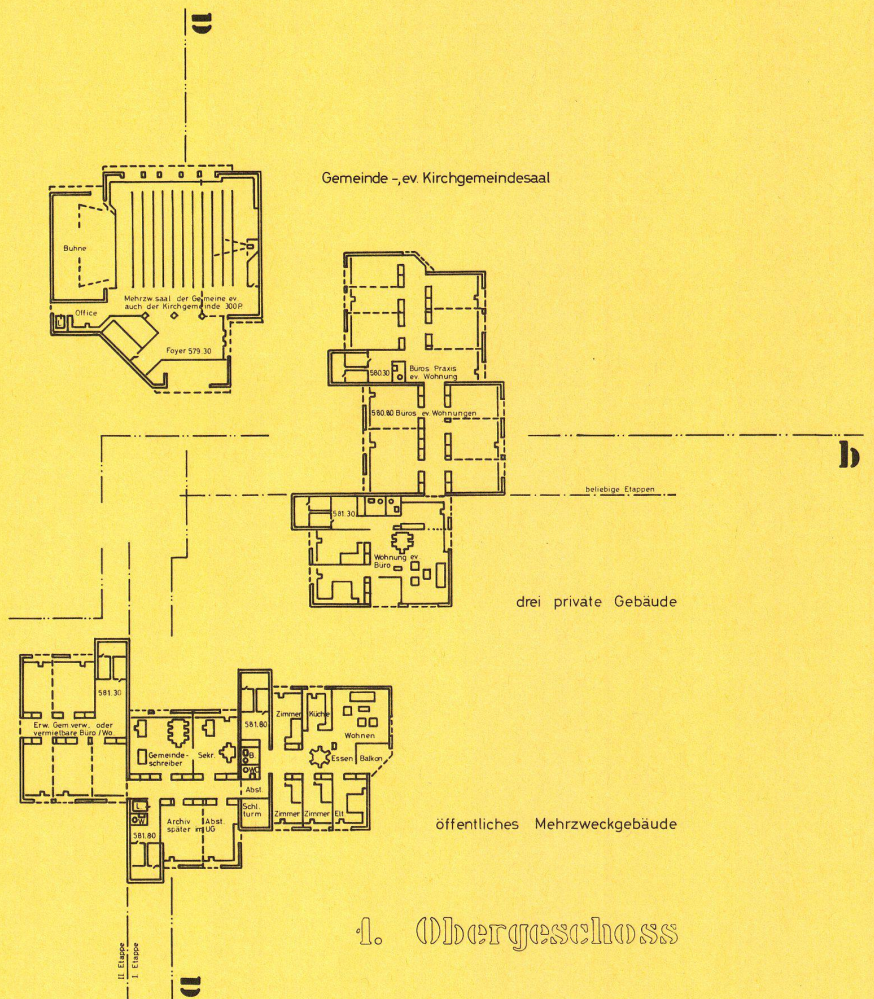 D
Gemeinde-, ev. Kirchgemeindesaal
Bühne
Mehrzw.saal der Gemeine ev.
auch der Kirchgemeinde 300P.
Office
Foyer 579.30
580.30
Büros Praxis
ev. Wohnung
580.80 Büros ev. Wohnungen
b
beliebige Etappen
581.30
Wohnung ev.
Büro
drei private Gebäude
581.30
Erw. Gem.verw. oder
vermietbare Büro/Wo.
Gemeinde-
schreiber
Sekr.
581.80
Zimmer
Küche
Wohnen
Essen
Balkon
B
WC
Abst.
Schl.
turm
Zimmer
Zimmer
Elt.
L
W
581.80
Archiv
später im UG
Abst.
öffentliches Mehrzweckgebäude
1. Obergeschoss
II. Etappe
I. Etappe
D